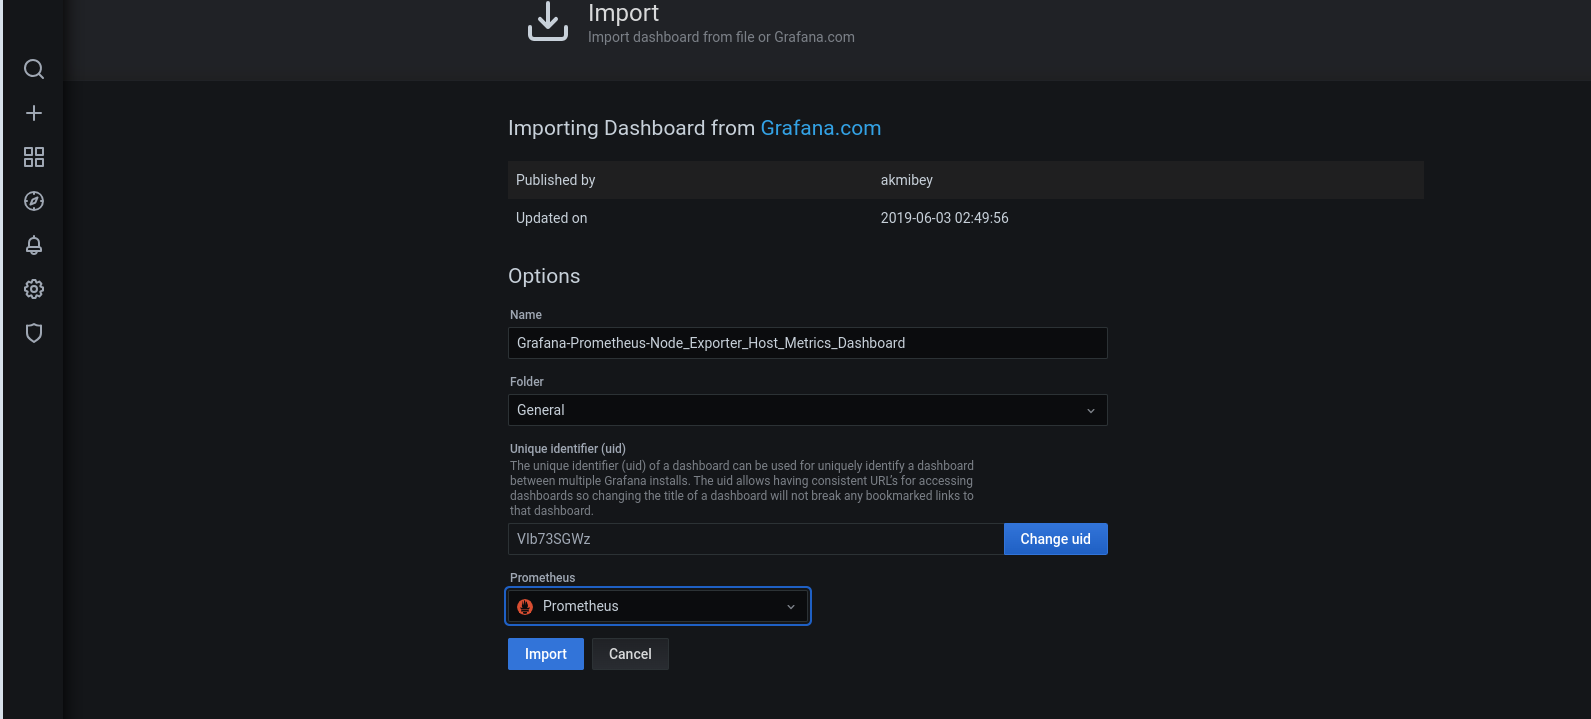 Import
Import dashboard from file or Grafana.com
Importing Dashboard from Grafana.com
Published by akmibey
Updated on 2019-06-03 02:49:56
Options
Name
Grafana-Prometheus-Node_Exporter_Host_Metrics_Dashboard
Folder
General
Unique identifier (uid)
The unique identifier (uid) of a dashboard can be used for uniquely identify a dashboard
between multiple Grafana installs. The uid allows having consistent URL's for accessing
dashboards so changing the title of a dashboard will not break any bookmarked links to
that dashboard.
VIb73SGWz Change uid
Prometheus
Prometheus
Import Cancel